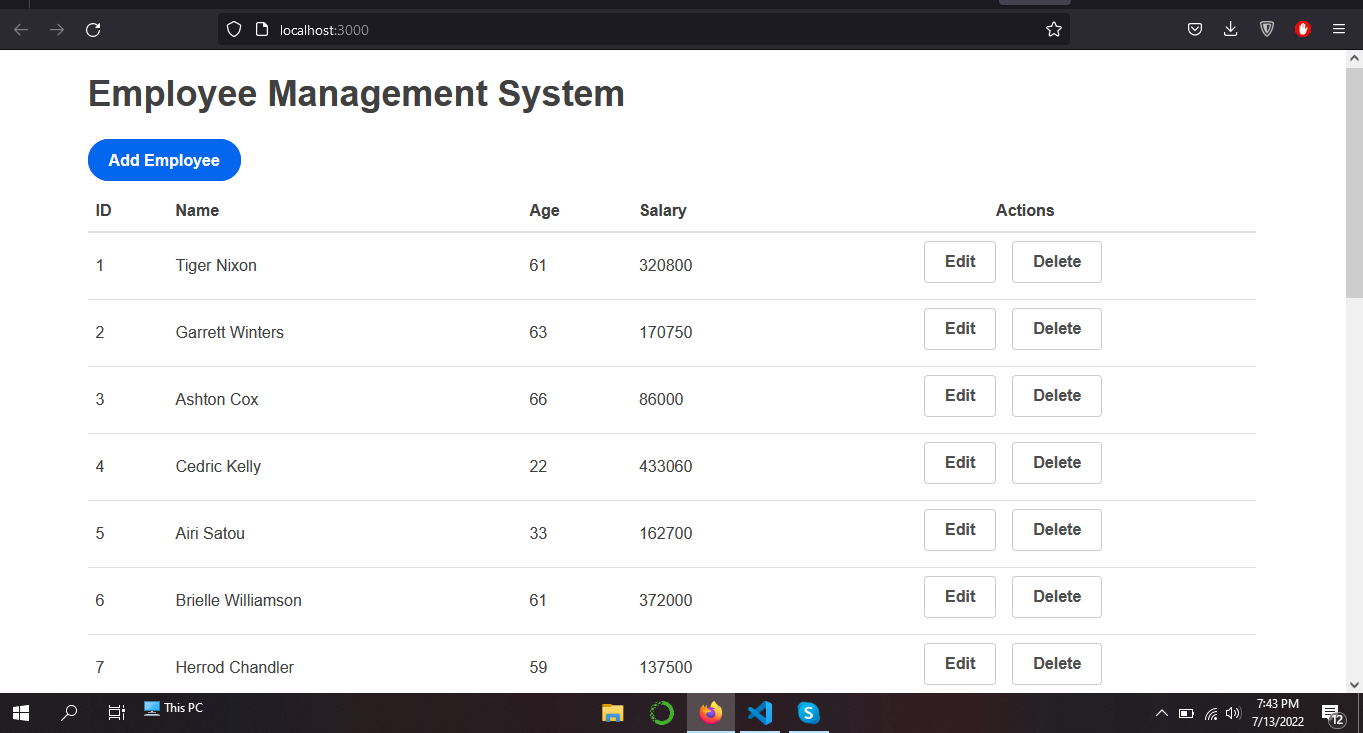 localhost:3000
Employee Management System
Add Employee
ID Name Age Salary Actions
1 Tiger Nixon 61 320800 Edit Delete
2 Garrett Winters 63 170750 Edit Delete
3 Ashton Cox 66 86000 Edit Delete
4 Cedric Kelly 22 433060 Edit Delete
5 Airi Satou 33 162700 Edit Delete
6 Brielle Williamson 61 372000 Edit Delete
7 Herrod Chandler 59 137500 Edit Delete
This PC
S
7:43 PM
7/13/2022
12